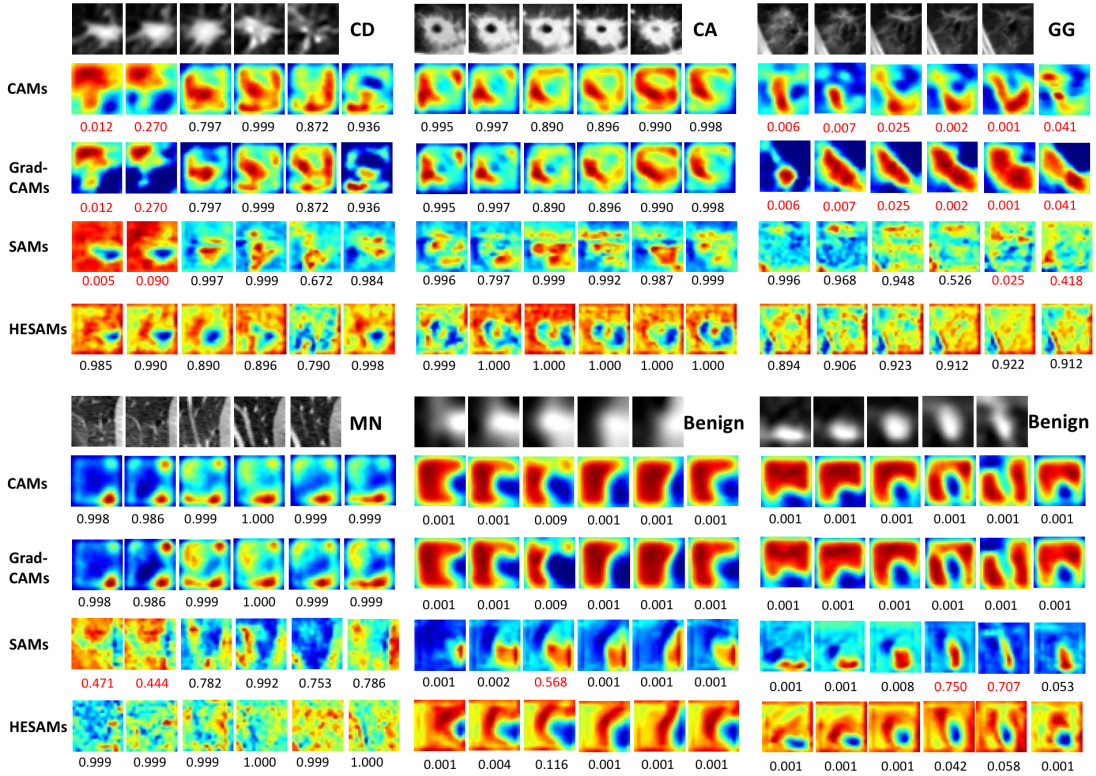 CD CA GG
CAMs
0.012 0.270 0.797 0.999 0.872 0.936 0.995 0.997 0.890 0.896 0.990 0.998 0.006 0.007 0.025 0.002 0.001 0.041
Grad-
CAMs
0.012 0.270 0.797 0.999 0.872 0.936 0.995 0.997 0.890 0.896 0.990 0.998 0.006 0.007 0.025 0.002 0.001 0.041
SAMs
0.005 0.090 0.997 0.999 0.672 0.984 0.996 0.797 0.999 0.992 0.987 0.999 0.996 0.968 0.948 0.526 0.025 0.418
HESAMs
0.985 0.990 0.890 0.896 0.790 0.998 0.999 1.000 1.000 1.000 1.000 1.000 0.894 0.906 0.923 0.912 0.922 0.912
MN Benign Benign
CAMs
0.998 0.986 0.999 1.000 0.999 0.999 0.001 0.001 0.009 0.001 0.001 0.001 0.001 0.001 0.001 0.001 0.001 0.001
Grad-
CAMs
0.998 0.986 0.999 1.000 0.999 0.999 0.001 0.001 0.009 0.001 0.001 0.001 0.001 0.001 0.001 0.001 0.001 0.001
SAMs
0.471 0.444 0.782 0.992 0.753 0.786 0.001 0.002 0.568 0.001 0.001 0.001 0.001 0.001 0.008 0.750 0.707 0.053
HESAMs
0.999 0.999 0.999 1.000 0.999 1.000 0.001 0.004 0.116 0.001 0.001 0.001 0.001 0.001 0.001 0.042 0.058 0.001